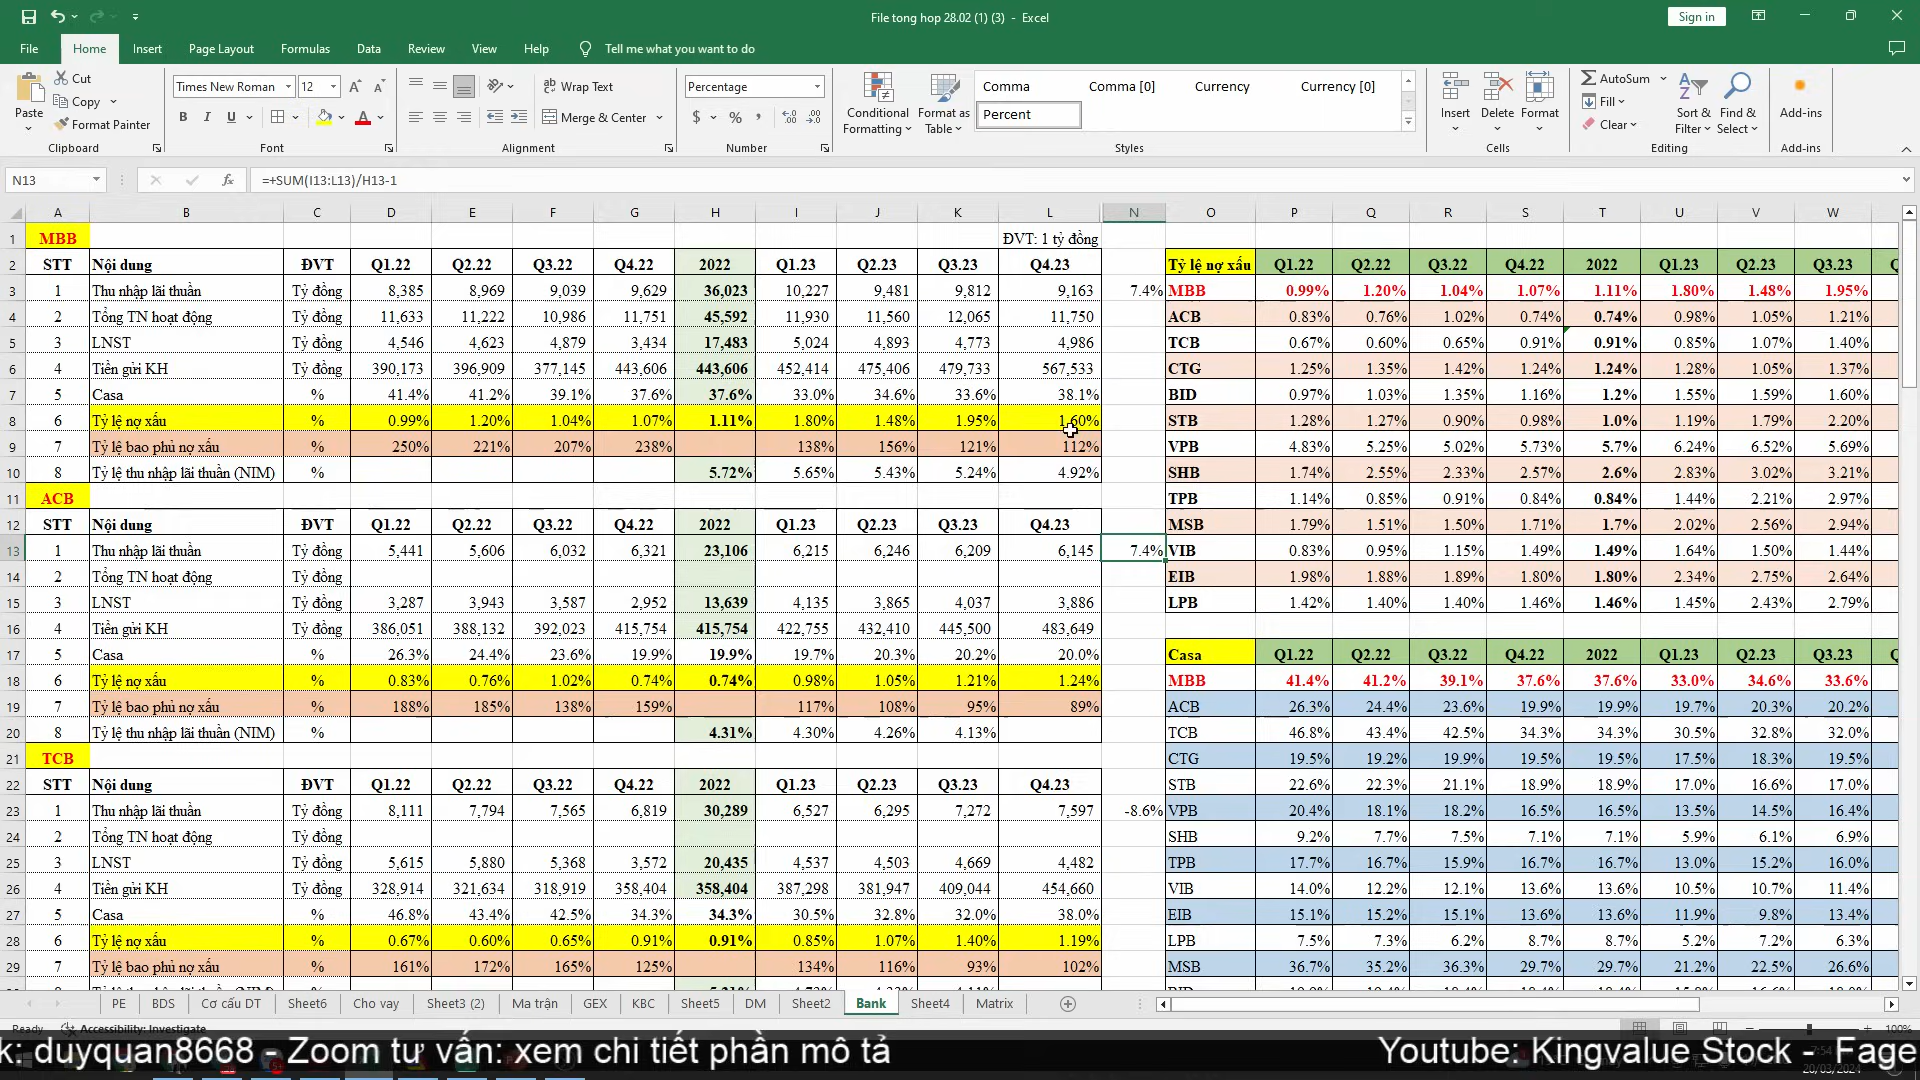 File tong hop 28.02 (1) (3) - Excel
Sign in
File Home Insert Page Layout Formulas Data Review View Help Tell me what you want to do
Cut Times New Roman 12 Wrap Text Percentage Comma Comma [0] Currency Currency [0] AutoSum
Paste Copy Conditional Format as Percent Insert Delete Format Fill Sort & Find & Add-ins
Format Painter B I U Merge & Center $ % Formatting Table Clear Filter Select
Clipboard Font Alignment Number Styles Cells Editing Add-ins
N13 fx =+SUM(I13:L13)/H13-1
A B C D E F G H I J K L N O P Q R S T U V W
1 MBB ĐVT: 1 tỷ đồng
2 STT Nội dung ĐVT Q1.22 Q2.22 Q3.22 Q4.22 2022 Q1.23 Q2.23 Q3.23 Q4.23 Tỷ lệ nợ xấu Q1.22 Q2.22 Q3.22 Q4.22 2022 Q1.23 Q2.23 Q3.23
3 1 Thu nhập lãi thuần Tỷ đồng 8,385 8,969 9,039 9,629 36,023 10,227 9,481 9,812 9,163 7.4% MBB 0.99% 1.20% 1.04% 1.07% 1.11% 1.80% 1.48% 1.95%
4 2 Tổng TN hoạt động Tỷ đồng 11,633 11,222 10,986 11,751 45,592 11,930 11,560 12,065 11,750 ACB 0.83% 0.76% 1.02% 0.74% 0.74% 0.98% 1.05% 1.21%
5 3 LNST Tỷ đồng 4,546 4,623 4,879 3,434 17,483 5,024 4,893 4,773 4,986 TCB 0.67% 0.60% 0.65% 0.91% 0.91% 0.85% 1.07% 1.40%
6 4 Tiền gửi KH Tỷ đồng 390,173 396,909 377,145 443,606 443,606 452,414 475,406 479,733 567,533 CTG 1.25% 1.35% 1.42% 1.24% 1.24% 1.28% 1.05% 1.37%
7 5 Casa % 41.4% 41.2% 39.1% 37.6% 37.6% 33.0% 34.6% 33.6% 38.1% BID 0.97% 1.03% 1.35% 1.16% 1.2% 1.55% 1.59% 1.60%
8 6 Tỷ lệ nợ xấu % 0.99% 1.20% 1.04% 1.07% 1.11% 1.80% 1.48% 1.95% 1.60% STB 1.28% 1.27% 0.90% 0.98% 1.0% 1.19% 1.79% 2.20%
9 7 Tỷ lệ bao phủ nợ xấu % 250% 221% 207% 238% 138% 156% 121% 112% VPB 4.83% 5.25% 5.02% 5.73% 5.7% 6.24% 6.52% 5.69%
10 8 Tỷ lệ thu nhập lãi thuần (NIM) % 5.72% 5.65% 5.43% 5.24% 4.92% SHB 1.74% 2.55% 2.33% 2.57% 2.6% 2.83% 3.02% 3.21%
11 ACB TPB 1.14% 0.85% 0.91% 0.84% 0.84% 1.44% 2.21% 2.97%
12 STT Nội dung ĐVT Q1.22 Q2.22 Q3.22 Q4.22 2022 Q1.23 Q2.23 Q3.23 Q4.23 MSB 1.79% 1.51% 1.50% 1.71% 1.7% 2.02% 2.56% 2.94%
13 1 Thu nhập lãi thuần Tỷ đồng 5,441 5,606 6,032 6,321 23,106 6,215 6,246 6,209 6,145 7.4% VIB 0.83% 0.95% 1.15% 1.49% 1.49% 1.64% 1.50% 1.44%
14 2 Tổng TN hoạt động Tỷ đồng EIB 1.98% 1.88% 1.89% 1.80% 1.80% 2.34% 2.75% 2.64%
15 3 LNST Tỷ đồng 3,287 3,943 3,587 2,952 13,639 4,135 3,865 4,037 3,886 LPB 1.42% 1.40% 1.40% 1.46% 1.46% 1.45% 2.43% 2.79%
16 4 Tiền gửi KH Tỷ đồng 386,051 388,132 392,023 415,754 415,754 422,755 432,410 445,500 483,649
17 5 Casa % 26.3% 24.4% 23.6% 19.9% 19.9% 19.7% 20.3% 20.2% 20.0% Casa Q1.22 Q2.22 Q3.22 Q4.22 2022 Q1.23 Q2.23 Q3.23
18 6 Tỷ lệ nợ xấu % 0.83% 0.76% 1.02% 0.74% 0.74% 0.98% 1.05% 1.21% 1.24% MBB 41.4% 41.2% 39.1% 37.6% 37.6% 33.0% 34.6% 33.6%
19 7 Tỷ lệ bao phủ nợ xấu % 188% 185% 138% 159% 117% 108% 95% 89% ACB 26.3% 24.4% 23.6% 19.9% 19.9% 19.7% 20.3% 20.2%
20 8 Tỷ lệ thu nhập lãi thuần (NIM) % 4.31% 4.30% 4.26% 4.13% TCB 46.8% 43.4% 42.5% 34.3% 34.3% 30.5% 32.8% 32.0%
21 TCB CTG 19.5% 19.2% 19.9% 19.5% 19.5% 17.5% 18.3% 19.5%
22 STT Nội dung ĐVT Q1.22 Q2.22 Q3.22 Q4.22 2022 Q1.23 Q2.23 Q3.23 Q4.23 STB 22.6% 22.3% 21.1% 18.9% 18.9% 17.0% 16.6% 17.0%
23 1 Thu nhập lãi thuần Tỷ đồng 8,111 7,794 7,565 6,819 30,289 6,527 6,295 7,272 7,597 -8.6% VPB 20.4% 18.1% 18.2% 16.5% 16.5% 13.5% 14.5% 16.4%
24 2 Tổng TN hoạt động Tỷ đồng SHB 9.2% 7.7% 7.5% 7.1% 7.1% 5.9% 6.1% 6.9%
25 3 LNST Tỷ đồng 5,615 5,880 5,368 3,572 20,435 4,537 4,503 4,669 4,482 TPB 17.7% 16.7% 15.9% 16.7% 16.7% 13.0% 15.2% 16.0%
26 4 Tiền gửi KH Tỷ đồng 328,914 321,634 318,919 358,404 358,404 387,298 381,947 409,044 454,660 VIB 14.0% 12.2% 12.1% 13.6% 13.6% 10.5% 10.7% 11.4%
27 5 Casa % 46.8% 43.4% 42.5% 34.3% 34.3% 30.5% 32.8% 32.0% 38.0% EIB 15.1% 15.2% 15.1% 13.6% 13.6% 11.9% 9.8% 13.4%
28 6 Tỷ lệ nợ xấu % 0.67% 0.60% 0.65% 0.91% 0.91% 0.85% 1.07% 1.40% 1.19% LPB 7.5% 7.3% 6.2% 8.7% 8.7% 5.2% 7.2% 6.3%
29 7 Tỷ lệ bao phủ nợ xấu % 161% 172% 165% 125% 134% 116% 93% 102% MSB 36.7% 35.2% 36.3% 29.7% 29.7% 21.2% 22.5% 26.6%
PE BDS Cơ cấu DT Sheet6 Cho vay Sheet3 (2) Ma trận GEX KBC Sheet5 DM Sheet2 Bank Sheet4 Matrix
Ready Accessibility: Investigate 100%
k: duyquan8668 - Zoom tư vấn: xem chi tiết phần mô tả Youtube: Kingvalue Stock - Fage
20/03/2024